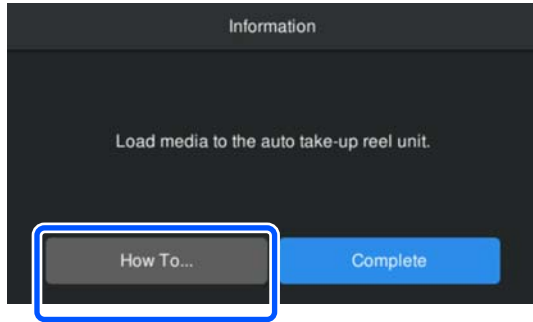 Information
Load media to the auto take-up reel unit.
How To...
Complete